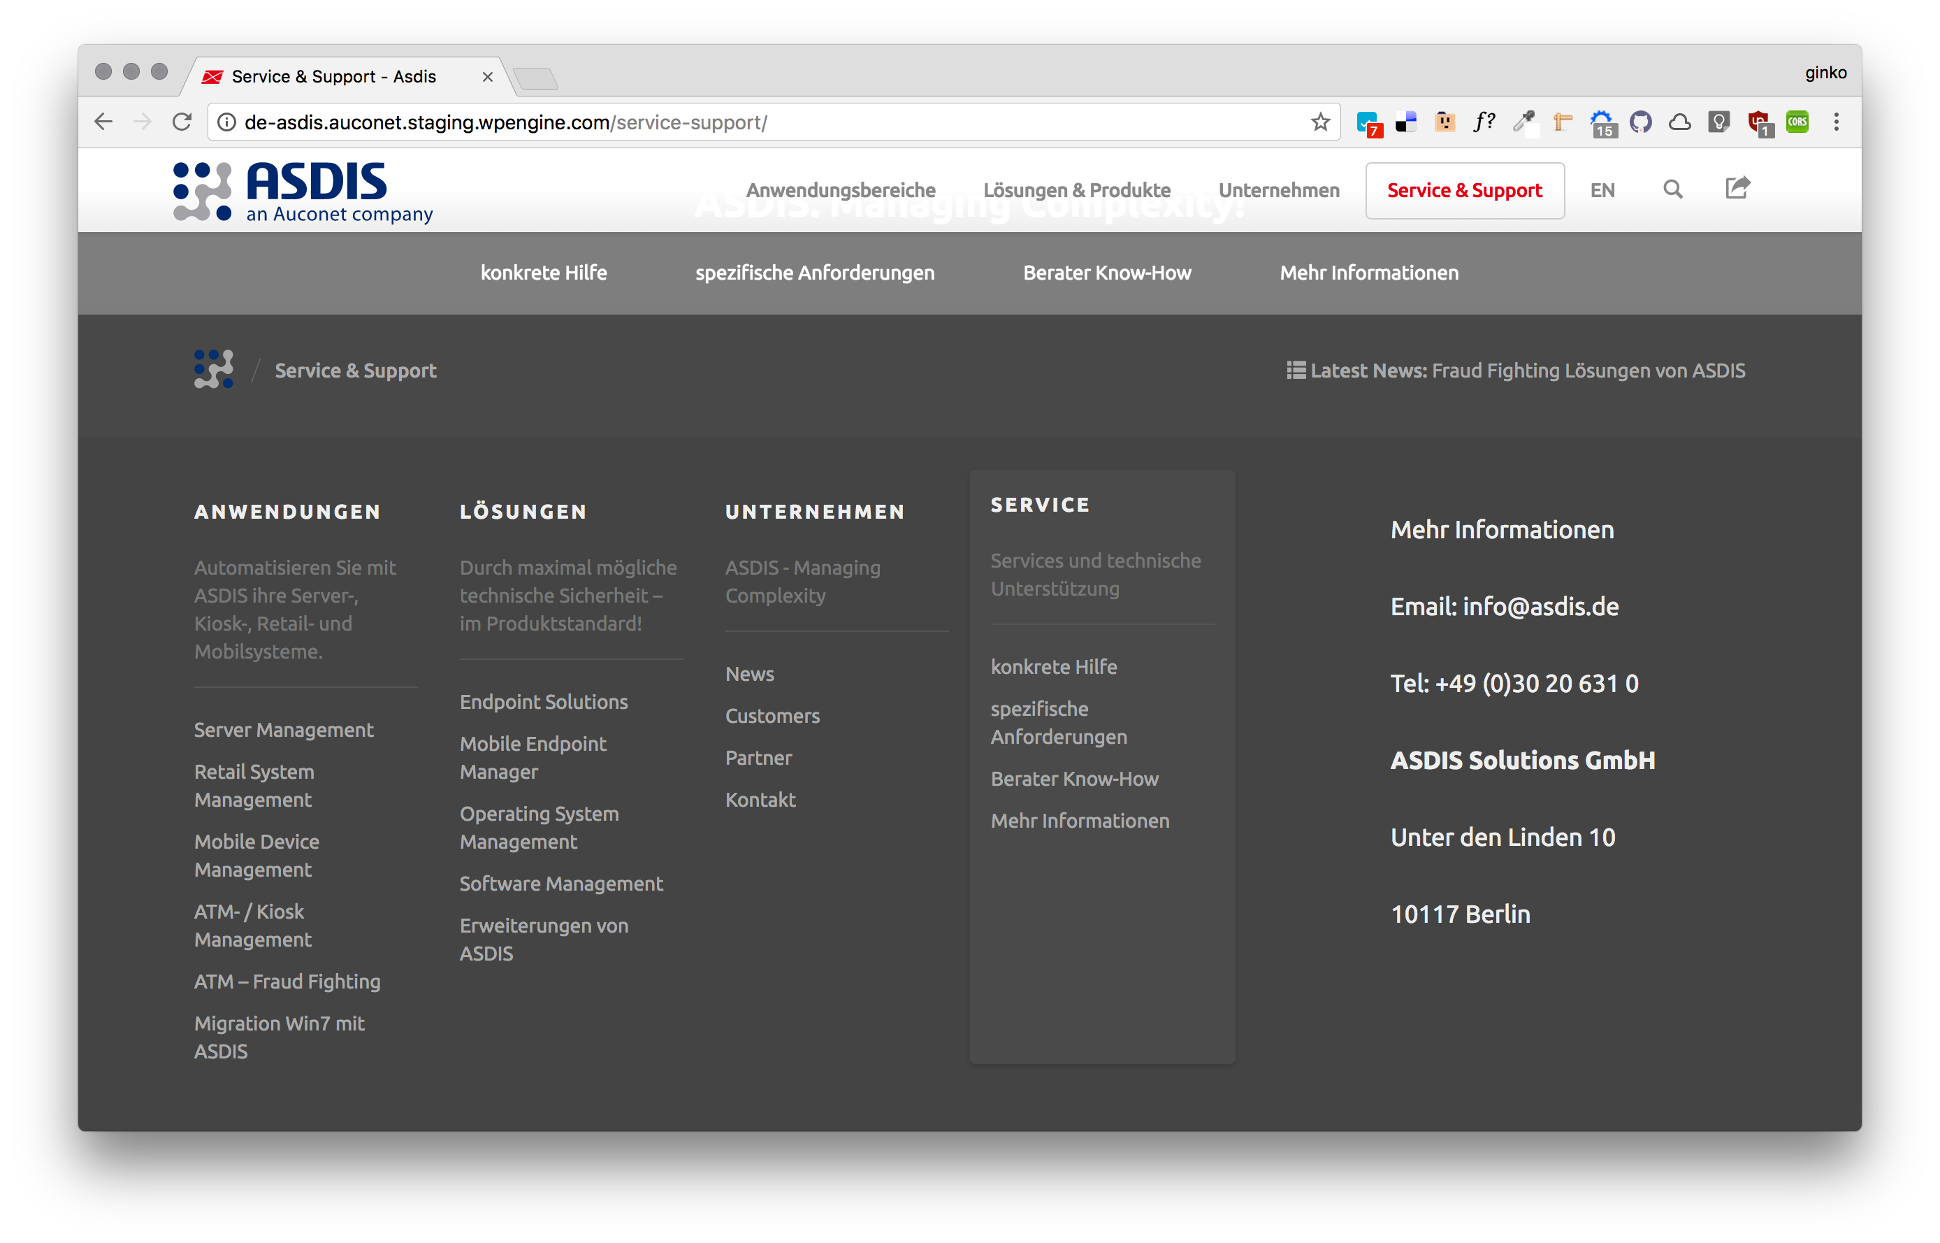 Service & Support - Asdis
ginko
de-asdis.auconet.staging.wpengine.com/service-support/
7
f?
15
1
CORS
ASDIS
an Auconet company
ASDIS. Managing Complexity!
Anwendungsbereiche
Lösungen & Produkte
Unternehmen
Service & Support
EN
konkrete Hilfe
spezifische Anforderungen
Berater Know-How
Mehr Informationen
/ Service & Support
Latest News: Fraud Fighting Lösungen von ASDIS
ANWENDUNGEN
Automatisieren Sie mit
ASDIS ihre Server-,
Kiosk-, Retail- und
Mobilsysteme.
Server Management
Retail System
Management
Mobile Device
Management
ATM- / Kiosk
Management
ATM – Fraud Fighting
Migration Win7 mit
ASDIS
LÖSUNGEN
Durch maximal mögliche
technische Sicherheit –
im Produktstandard!
Endpoint Solutions
Mobile Endpoint
Manager
Operating System
Management
Software Management
Erweiterungen von
ASDIS
UNTERNEHMEN
ASDIS - Managing
Complexity
News
Customers
Partner
Kontakt
SERVICE
Services und technische
Unterstützung
konkrete Hilfe
spezifische
Anforderungen
Berater Know-How
Mehr Informationen
Mehr Informationen
Email: info@asdis.de
Tel: +49 (0)30 20 631 0
ASDIS Solutions GmbH
Unter den Linden 10
10117 Berlin